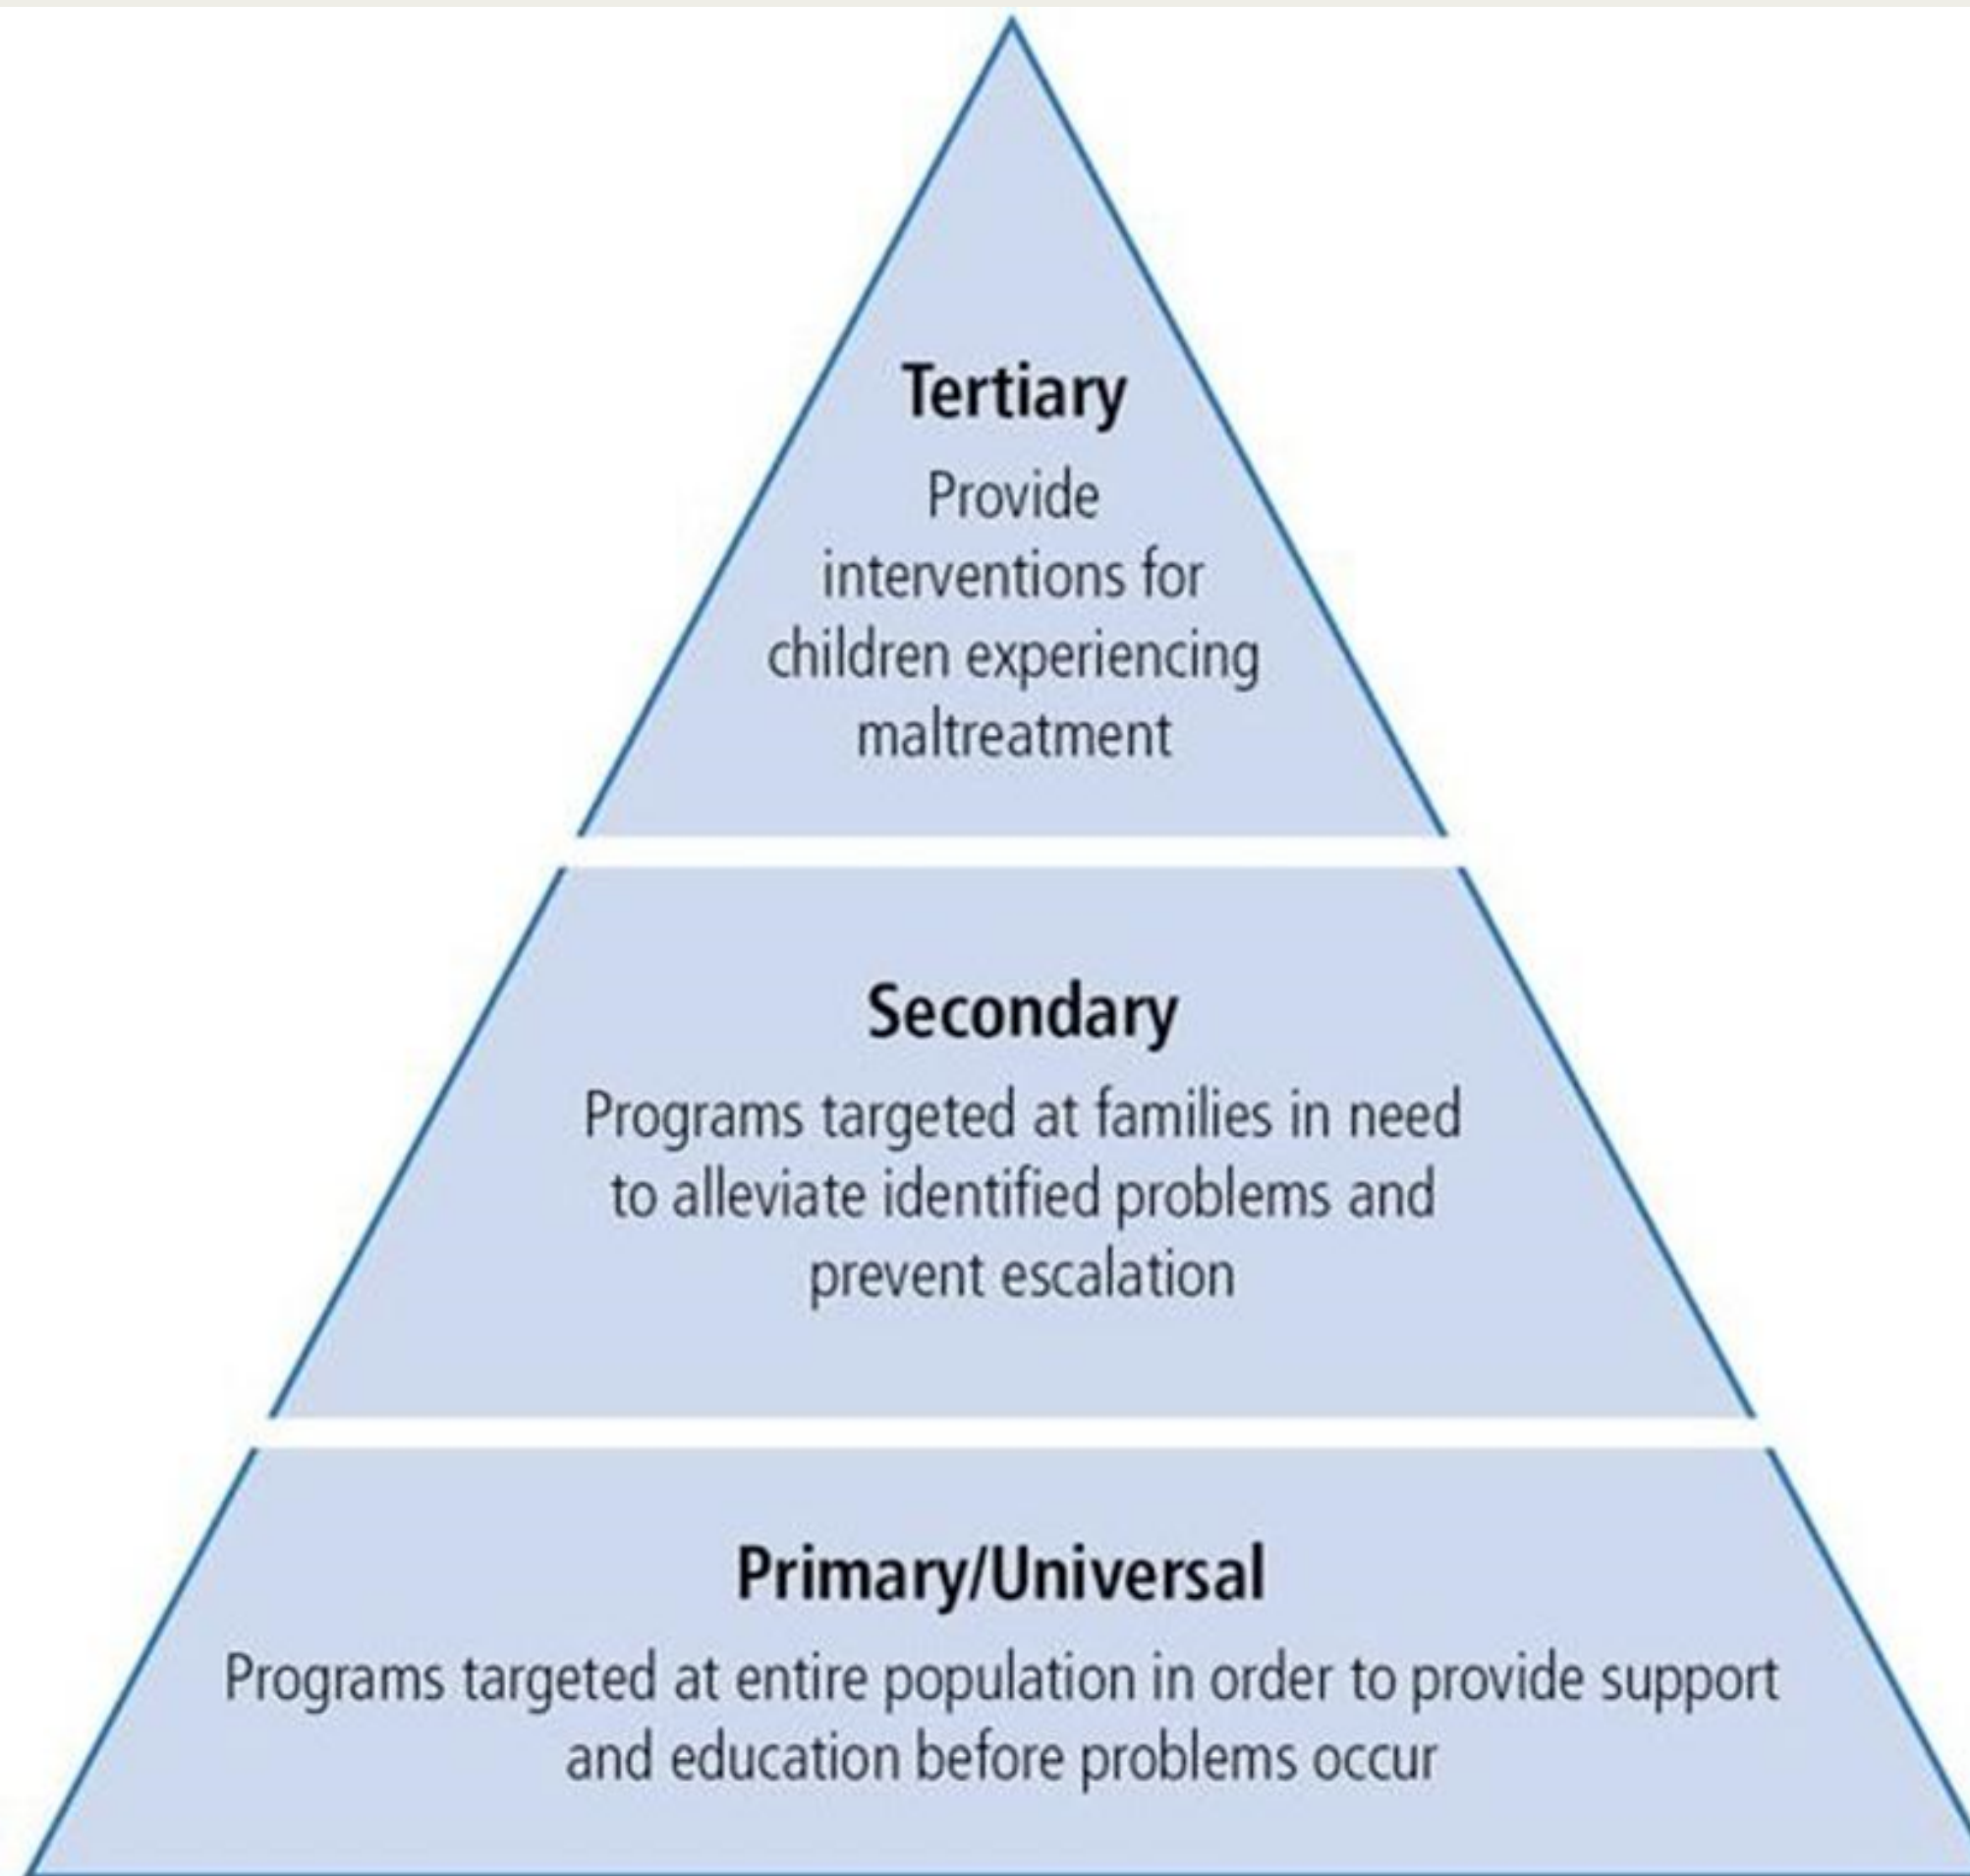 Tertiary
Provide
interventions for
children experiencing
maltreatment
Secondary
Programs targeted at families in need
to alleviate identified problems and
prevent escalation
Primary/Universal
Programs targeted at entire population in order to provide support
and education before problems occur